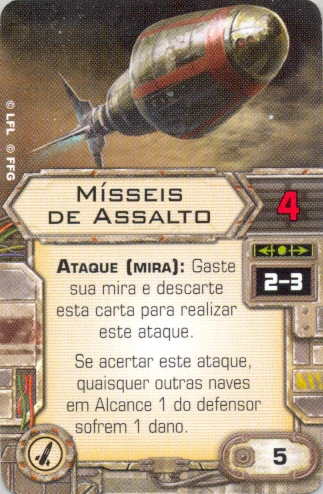 © LFL © FFG
Mísseis
de Assalto
4
2-3
Ataque (mira): Gaste
sua mira e descarte
esta carta para realizar
este ataque.
Se acertar este ataque,
quaisquer outras naves
em Alcance 1 do defensor
sofrem 1 dano.
5